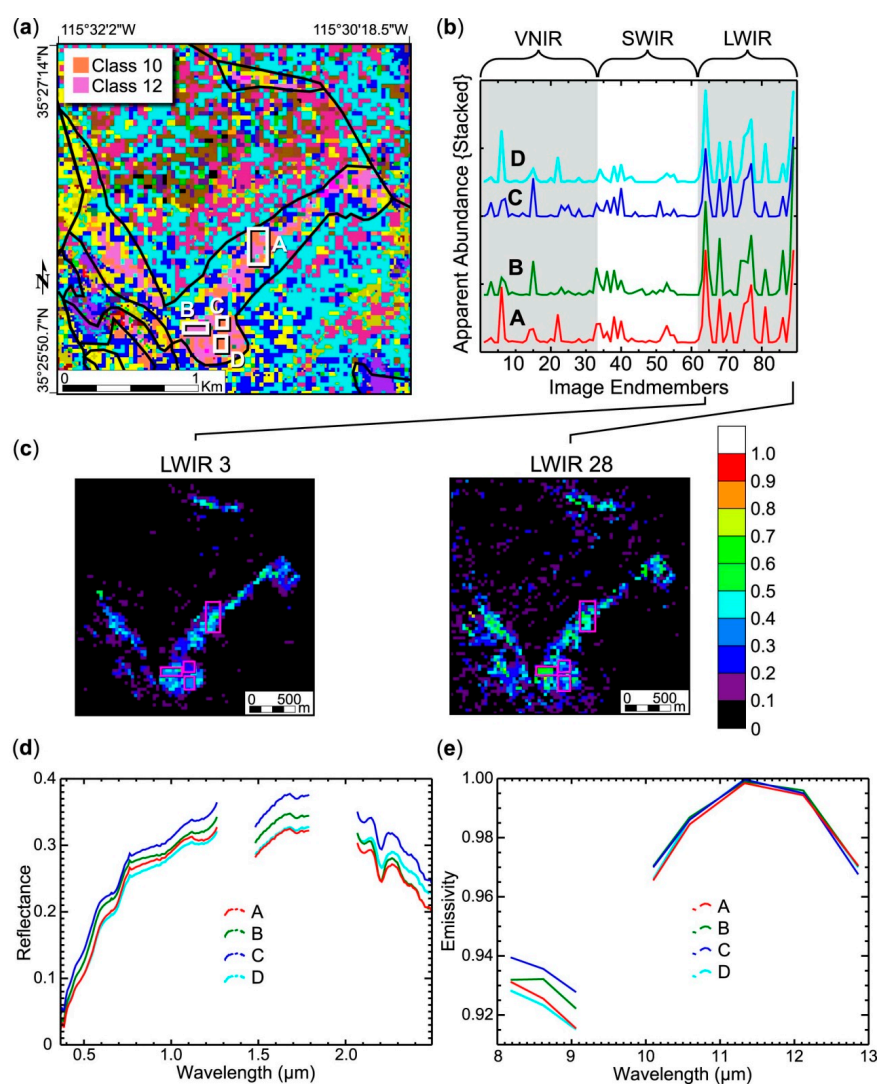 (a)
115°32'2"W
115°30'18.5"W
35°27'14"N
35°25'50.7"N
Class 10
Class 12
N
A
B
C
D
0
1
Km
(b)
VNIR
SWIR
LWIR
Apparent Abundance {Stacked}
D
C
B
A
10 20 30 40 50 60 70 80
Image Endmembers
(c)
LWIR 3
LWIR 28
0 500
m
0 500
m
1.0
0.9
0.8
0.7
0.6
0.5
0.4
0.3
0.2
0.1
0
(d)
0.4
0.3
0.2
0.1
0
Reflectance
A
B
C
D
0.5 1.0 1.5 2.0
Wavelength (µm)
(e)
1.00
0.98
0.96
0.94
0.92
Emissivity
A
B
C
D
8 9 10 11 12 13
Wavelength (µm)